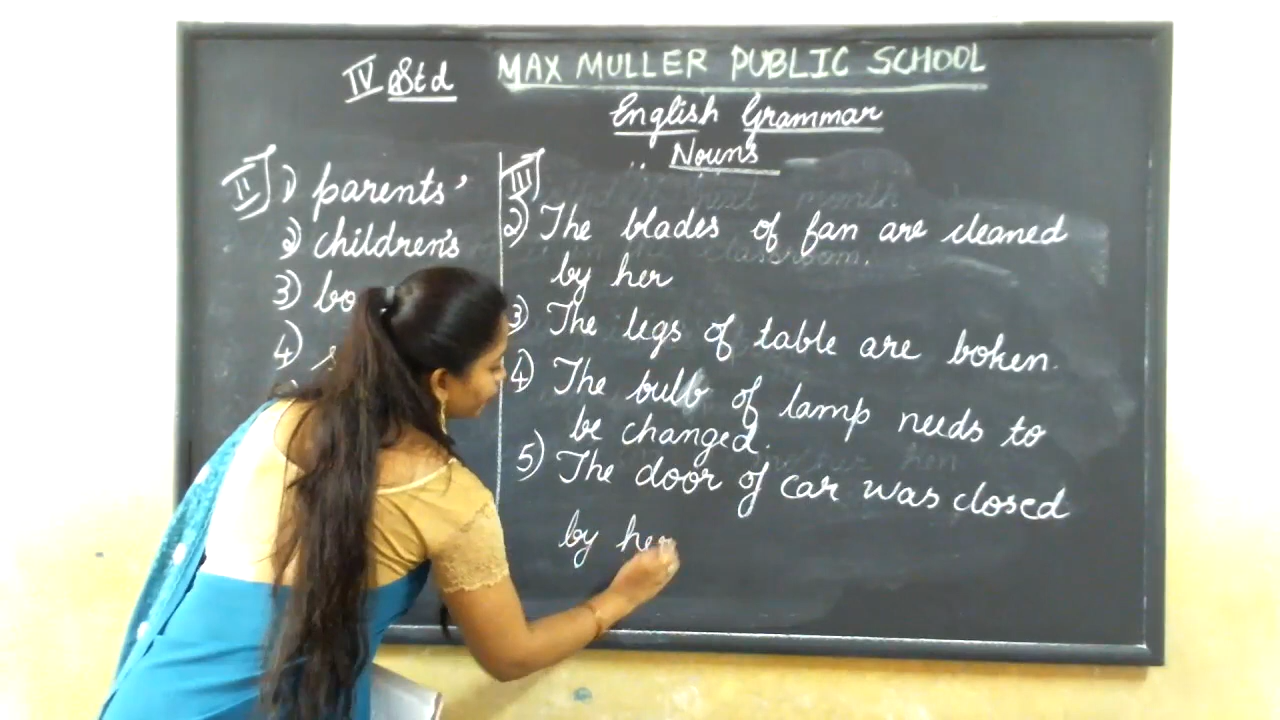 IV Std
MAX MULLER PUBLIC SCHOOL
English Grammar
Nouns
II
1) parents'
2) children's
3) bo
4)
III
2) The blades of fan are cleaned
by her
3) The legs of table are boken.
4) The bulb of lamp needs to
be changed.
5) The door of car was closed
by her